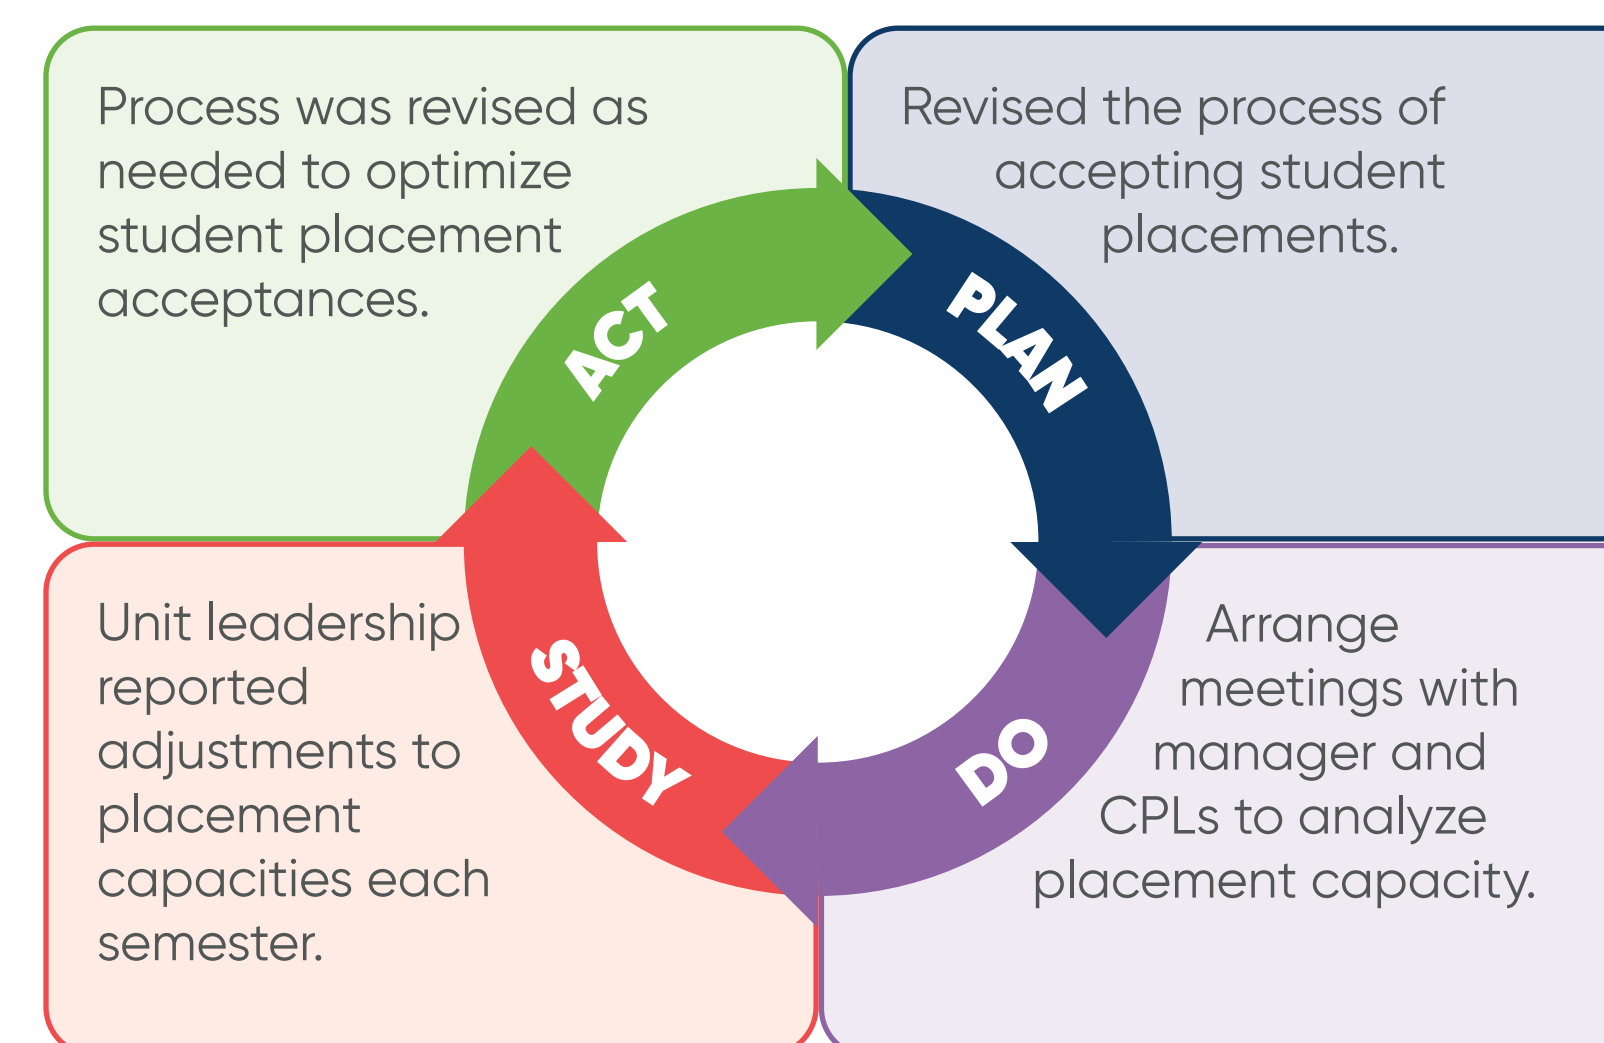 Process was revised as
needed to optimize
student placement
acceptances.
Revised the process of
accepting student
placements.
ACT
PLAN
Unit leadership
reported
adjustments to
placement
capacities each
semester.
STUDY
DO
Arrange
meetings with
manager and
CPLs to analyze
placement capacity.